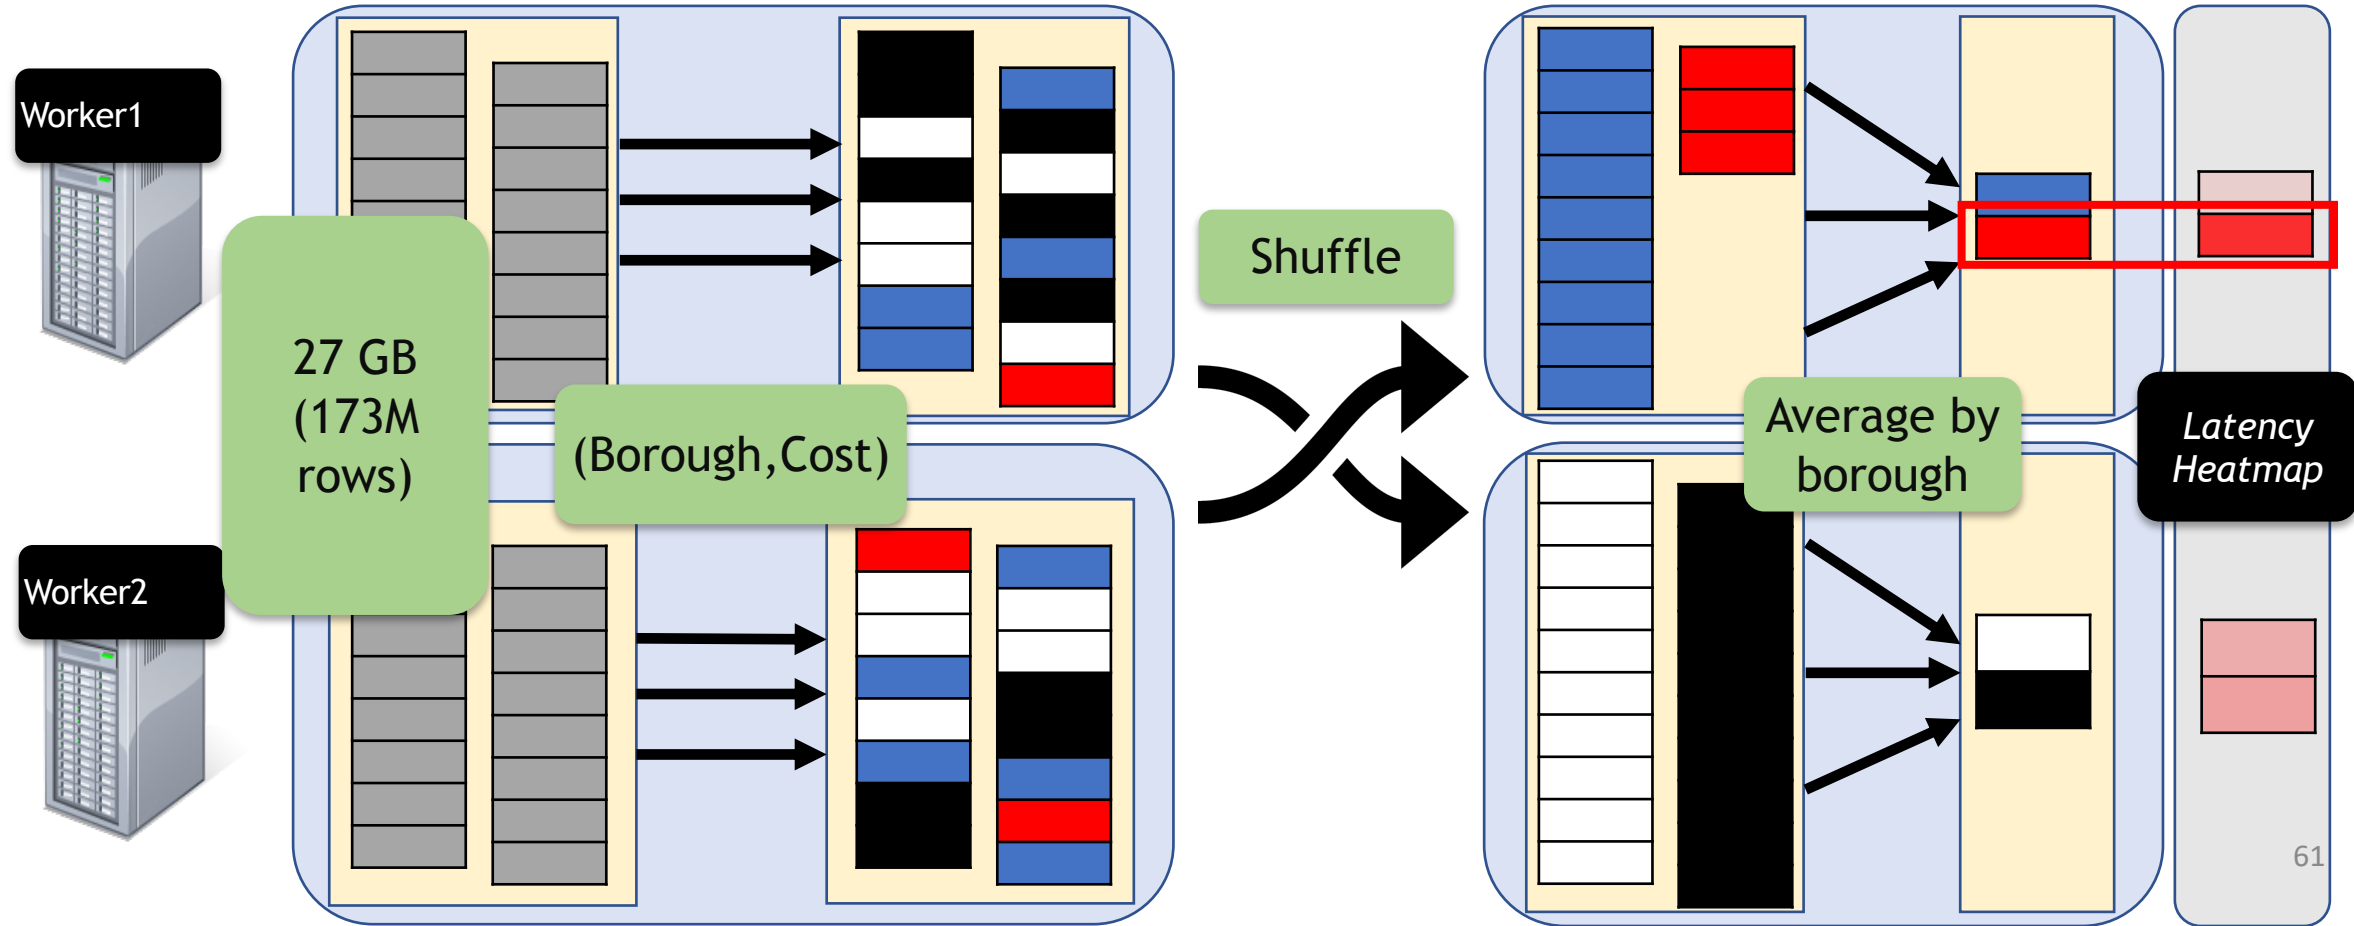 Worker1
27 GB
(173M
rows)
(Borough,Cost)
Worker2
Shuffle
Average by
borough
Latency
Heatmap
61